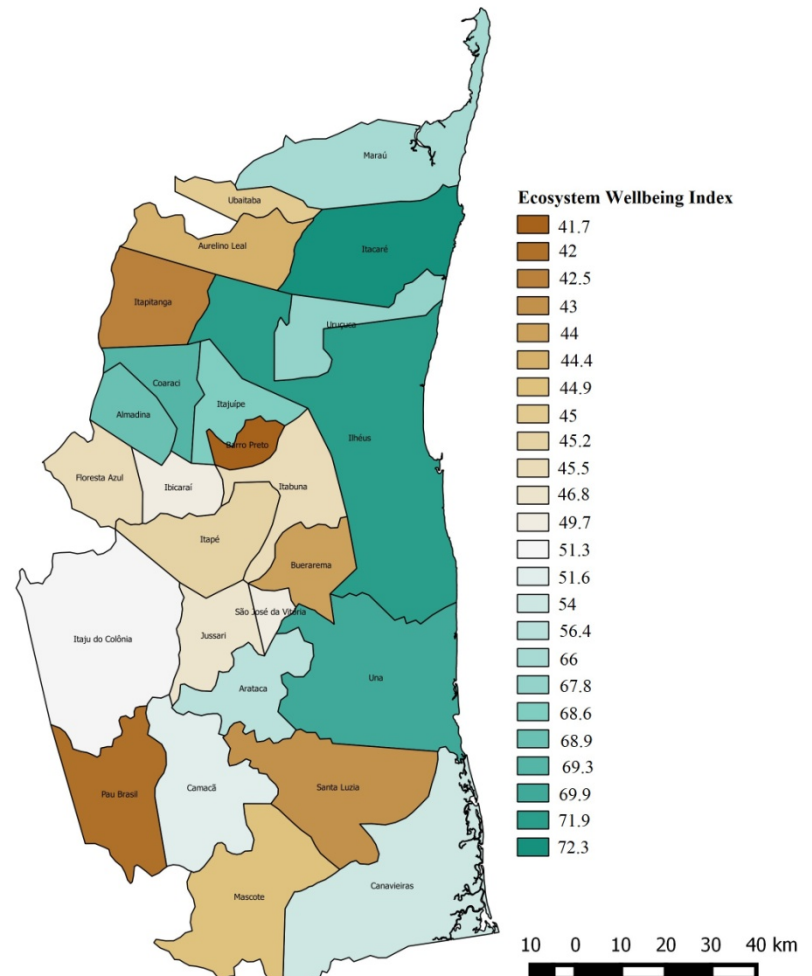 Maraú
Ubaitaba
Aurelino Leal
Itacaré
Itapitanga
Uruçuca
Coaraci
Itajuípe
Almadina
Ilhéus
Barro Preto
Floresta Azul
Ibicaraí
Itabuna
Itapé
Buerarema
São José da Vitória
Itaju do Colônia
Jussari
Una
Arataca
Pau Brasil
Camacã
Santa Luzia
Canavieiras
Mascote
Ecosystem Wellbeing Index
41.7
42
42.5
43
44
44.4
44.9
45
45.2
45.5
46.8
49.7
51.3
51.6
54
56.4
66
67.8
68.6
68.9
69.3
69.9
71.9
72.3
10 0 10 20 30 40 km